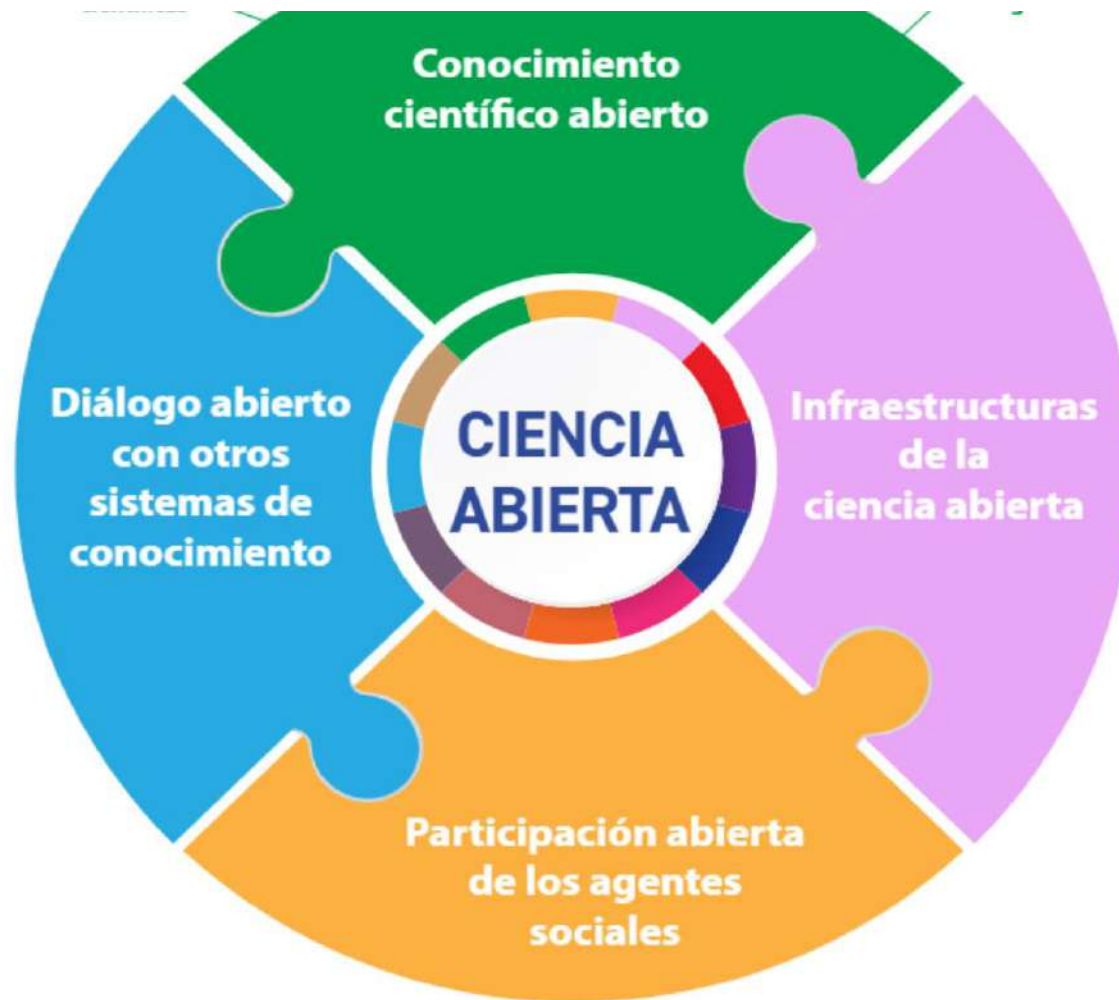 Conocimiento
científico abierto
Diálogo abierto
con otros
sistemas de
conocimiento
CIENCIA
ABIERTA
Infraestructuras
de la
ciencia abierta
Participación abierta
de los agentes
sociales